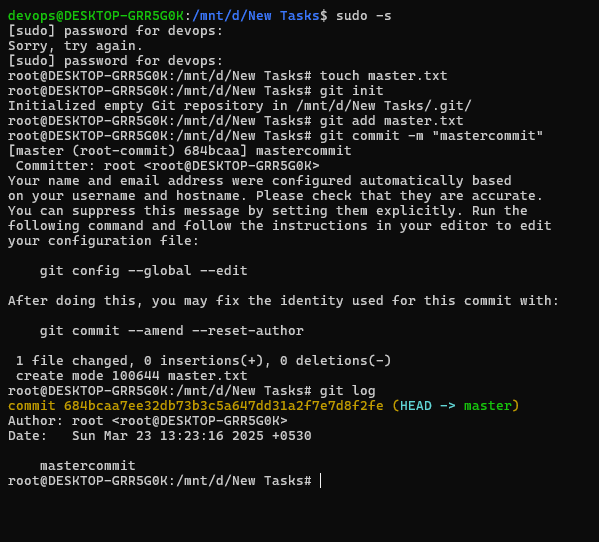 devops@DESKTOP-GRR5G0K:/mnt/d/New Tasks$ sudo -s
[sudo] password for devops:
Sorry, try again.
[sudo] password for devops:
root@DESKTOP-GRR5G0K:/mnt/d/New Tasks# touch master.txt
root@DESKTOP-GRR5G0K:/mnt/d/New Tasks# git init
Initialized empty Git repository in /mnt/d/New Tasks/.git/
root@DESKTOP-GRR5G0K:/mnt/d/New Tasks# git add master.txt
root@DESKTOP-GRR5G0K:/mnt/d/New Tasks# git commit -m "mastercommit"
[master (root-commit) 684bcaa] mastercommit
 Committer: root <root@DESKTOP-GRR5G0K>
Your name and email address were configured automatically based
on your username and hostname. Please check that they are accurate.
You can suppress this message by setting them explicitly. Run the
following command and follow the instructions in your editor to edit
your configuration file:

    git config --global --edit

After doing this, you may fix the identity used for this commit with:

    git commit --amend --reset-author

 1 file changed, 0 insertions(+), 0 deletions(-)
 create mode 100644 master.txt
root@DESKTOP-GRR5G0K:/mnt/d/New Tasks# git log
commit 684bcaa7ee32db73b3c5a647dd31a2f7e7d8f2fe (HEAD -> master)
Author: root <root@DESKTOP-GRR5G0K>
Date:   Sun Mar 23 13:23:16 2025 +0530

    mastercommit
root@DESKTOP-GRR5G0K:/mnt/d/New Tasks#